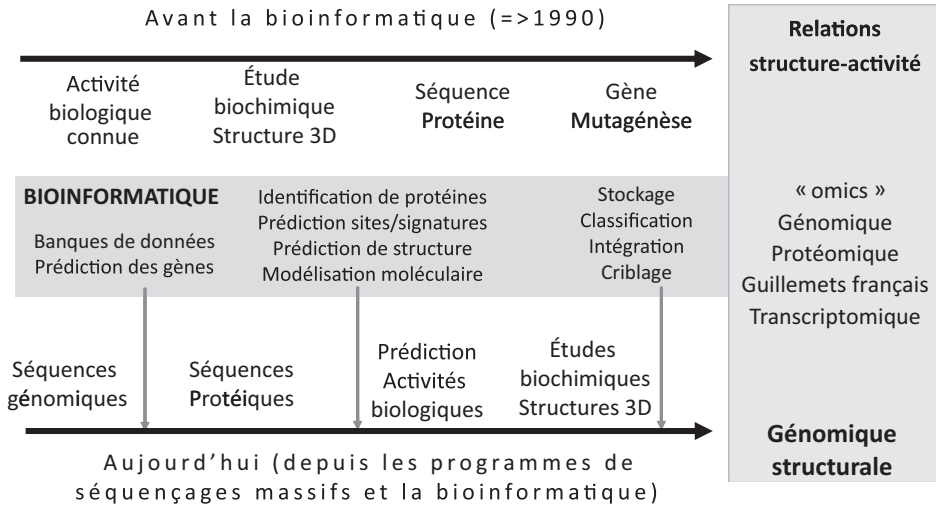 Avant la bioinformatique (=>1990)
Activité
biologique
connue
Étude
biochimique
Structure 3D
Séquence
Protéine
Gène
Mutagénèse
Relations
structure-activité
BIOINFORMATIQUE
Banques de données
Prédiction des gènes
Identification de protéines
Prédiction sites/signatures
Prédiction de structure
Modélisation moléculaire
Stockage
Classification
Intégration
Criblage
« omics »
Génomique
Protéomique
Guillemets français
Transcriptomique
Séquences
génomiques
Séquences
Protéiques
Prédiction
Activités
biologiques
Études
biochimiques
Structures 3D
Génomique
structurale
Aujourd’hui (depuis les programmes de
séquençages massifs et la bioinformatique)